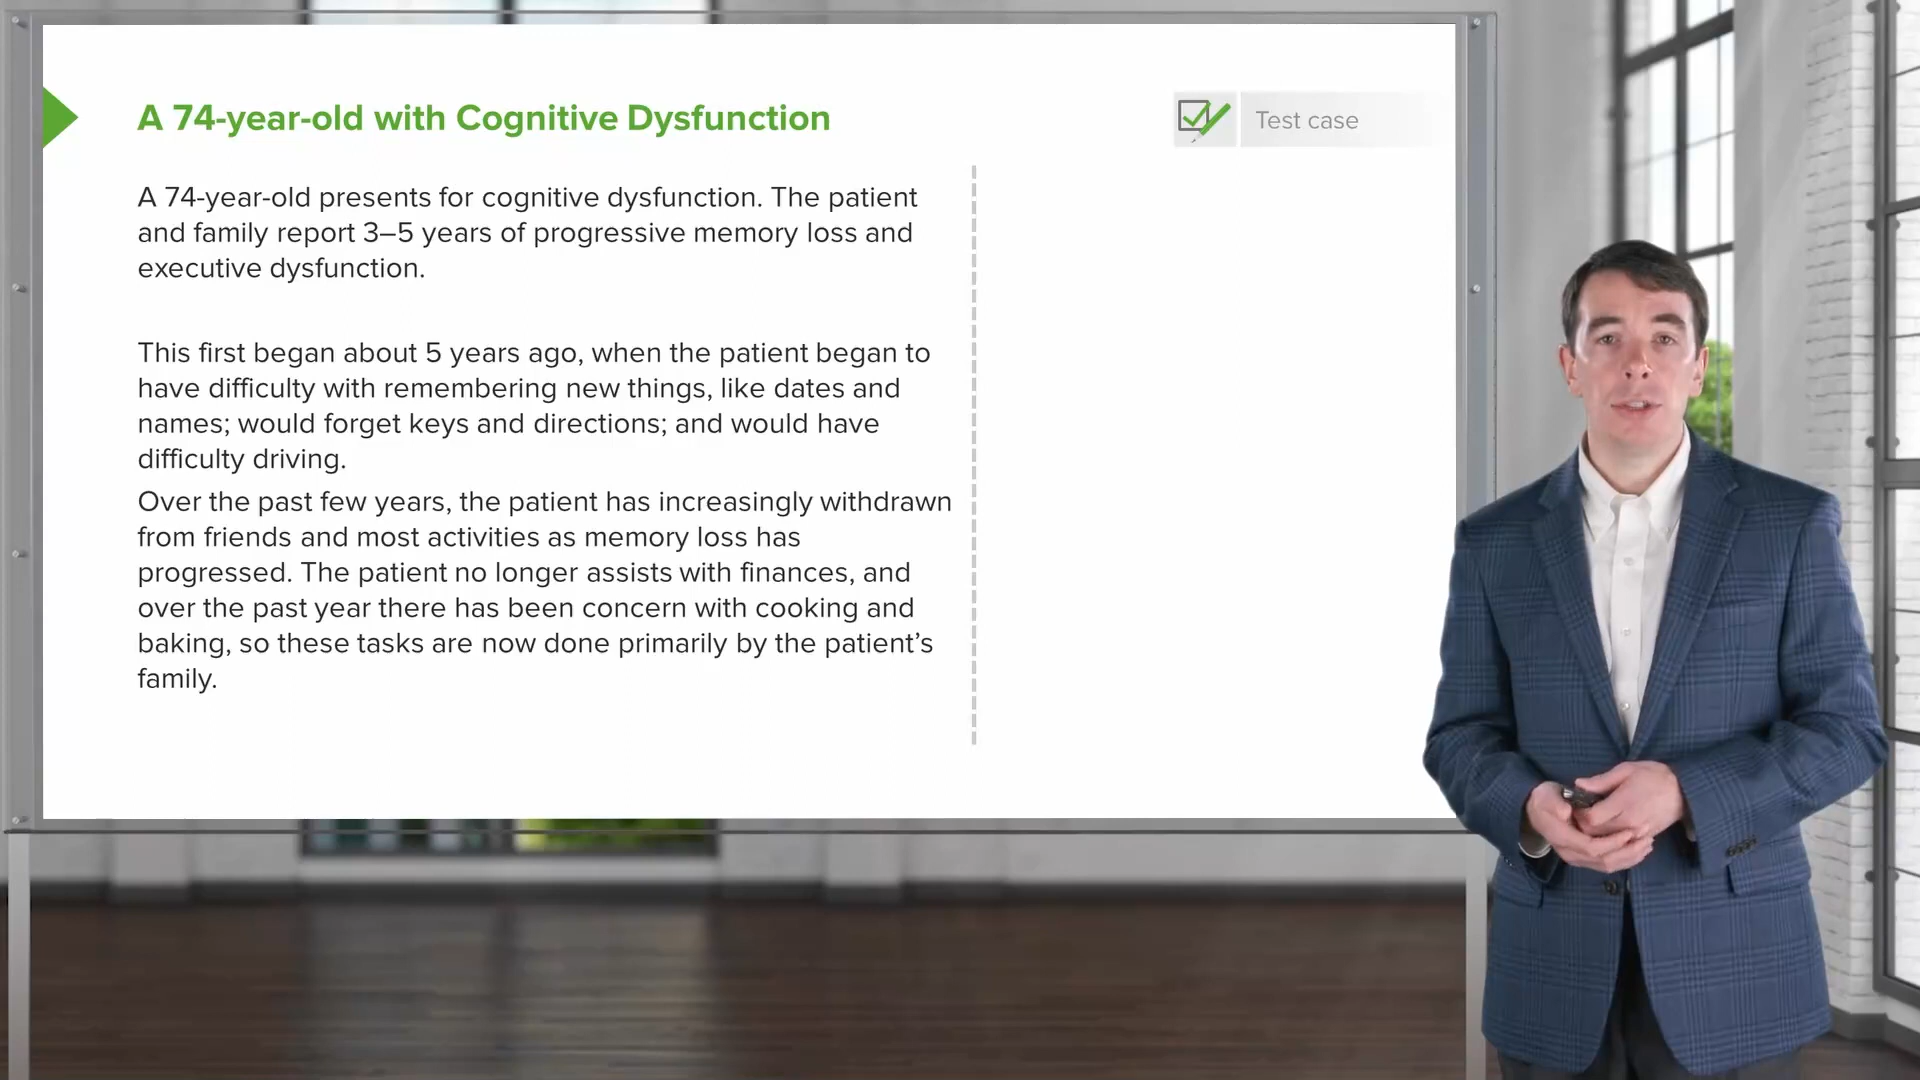 A 74-year-old with Cognitive Dysfunction
Test case
A 74-year-old presents for cognitive dysfunction. The patient
and family report 3–5 years of progressive memory loss and
executive dysfunction.
This first began about 5 years ago, when the patient began to
have difficulty with remembering new things, like dates and
names; would forget keys and directions; and would have
difficulty driving.
Over the past few years, the patient has increasingly withdrawn
from friends and most activities as memory loss has
progressed. The patient no longer assists with finances, and
over the past year there has been concern with cooking and
baking, so these tasks are now done primarily by the patient’s
family.